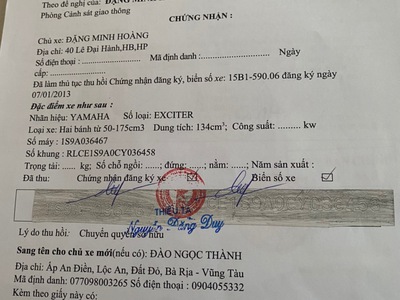 Theo đề nghị của: ĐẶNG MINH
Phòng Cảnh sát giao thông
CHỨNG NHẬN :
Chủ xe: ĐẶNG MINH HOÀNG
Địa chỉ: 40 Lê Đại Hành,HB,HP
Số điện thoại : .................. Mã định danh:.................. Ngày
cấp: ..................
Đã làm thủ tục thu hồi Chứng nhận đăng ký, biển số xe: 15B1-590.06 đăng ký ngày
07/01/2013
Đặc điểm xe như sau :
Nhãn hiệu: YAMAHA Số loại: EXCITER
Loại xe: Hai bánh từ 50-175cm3 Dung tích: 134cm3; Công suất: ......... kw
Số máy : 1S9A036467
Số khung : RLCE1S9A0CY036458
Trọng tải: ..... kg; Số chỗ ngồi: .....; đứng: .....; nằm: ..... Năm sản xuất :
Đã thu: Chứng nhận đăng ký xe ☑ Biển số xe ☑
THIẾU TÁ
Nguyễn Đăng Duy
Lý do thu hồi: Chuyển quyền sở hữu
Sang tên cho chủ xe mới(nếu có): ĐÀO NGỌC THÀNH
Địa chỉ: Ấp An Điền, Lộc An, Đất Đỏ, Bà Rịa - Vũng Tàu
Mã định danh: 077098003265 Số điện thoại : 0904055332
Kèm theo giấy này có: